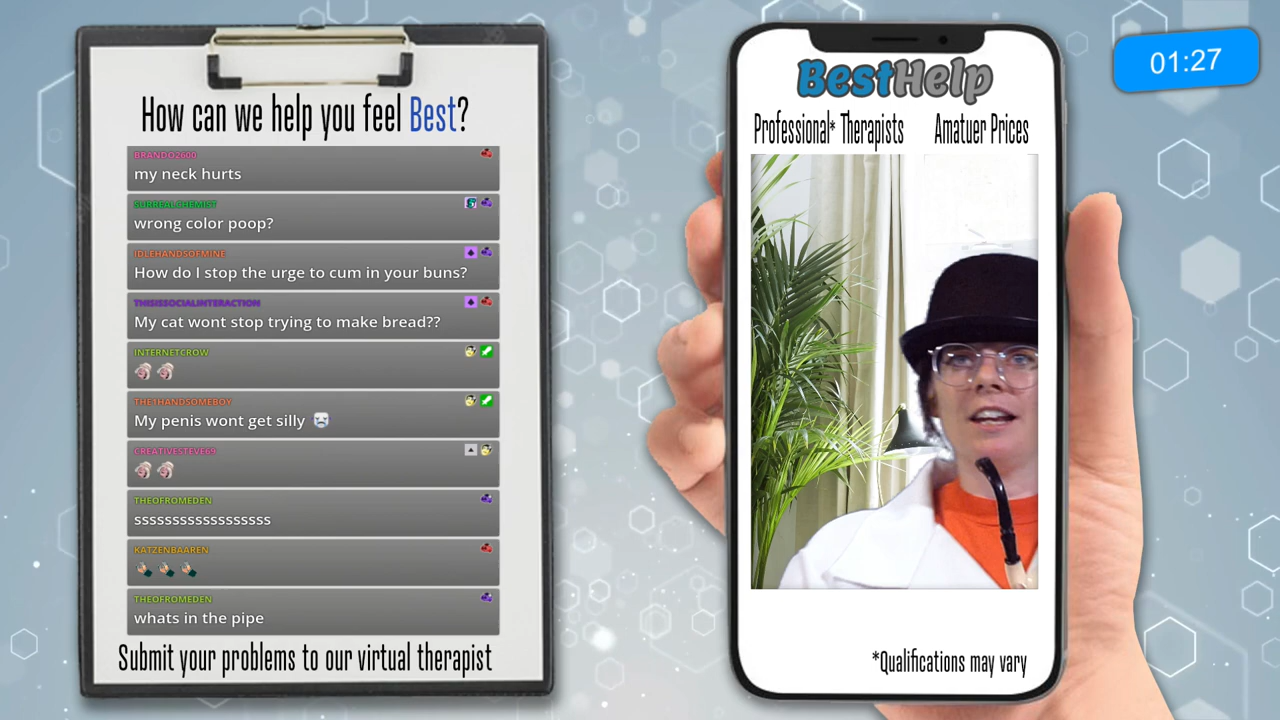 How can we help you feel Best?
BRANDO2600
my neck hurts
SURREALCHEMIST
wrong color poop?
IDLEHANDSOFMINE
How do I stop the urge to cum in your buns?
THISISSOCIALINTERACTION
My cat wont stop trying to make bread??
INTERNETCROW
THE1HANDSOMEBOY
My penis wont get silly
CREATIVESTEVE69
THEOFROMEDEN
ssssssssssssssssss
KATZENBAAREN
THEOFROMEDEN
whats in the pipe
Submit your problems to our virtual therapist
BestHelp
Professional* Therapists Amatuer Prices
*Qualifications may vary
01:27